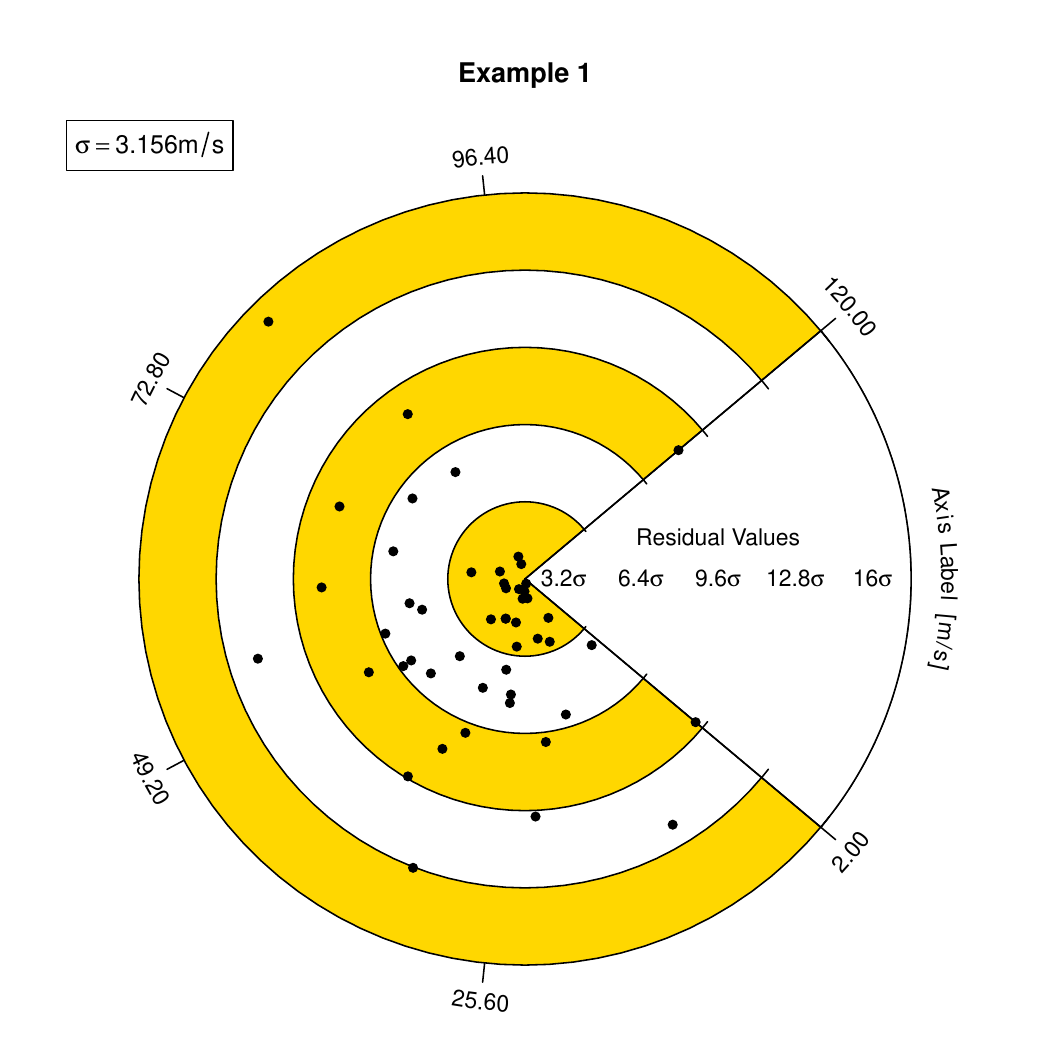 Example 1
σ = 3.156m/s
96.40
120.00
72.80
Axis Label [m/s]
Residual Values
3.2σ 6.4σ 9.6σ 12.8σ 16σ
49.20
2.00
25.60